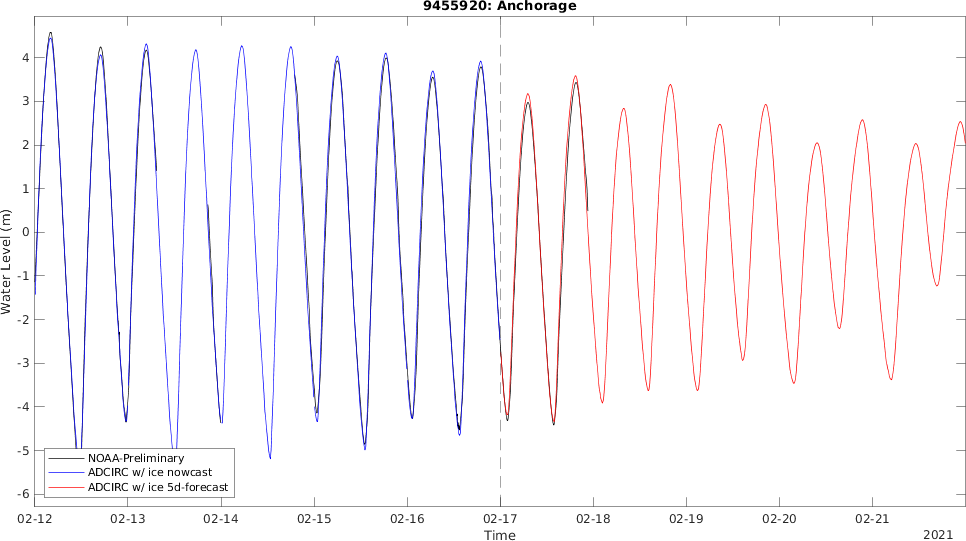 9455920: Anchorage
Water Level (m)
4
3
2
1
0
-1
-2
-3
-4
-5
-6
NOAA-Preliminary
ADCIRC w/ ice nowcast
ADCIRC w/ ice 5d-forecast
02-12 02-13 02-14 02-15 02-16 02-17 02-18 02-19 02-20 02-21
Time
2021